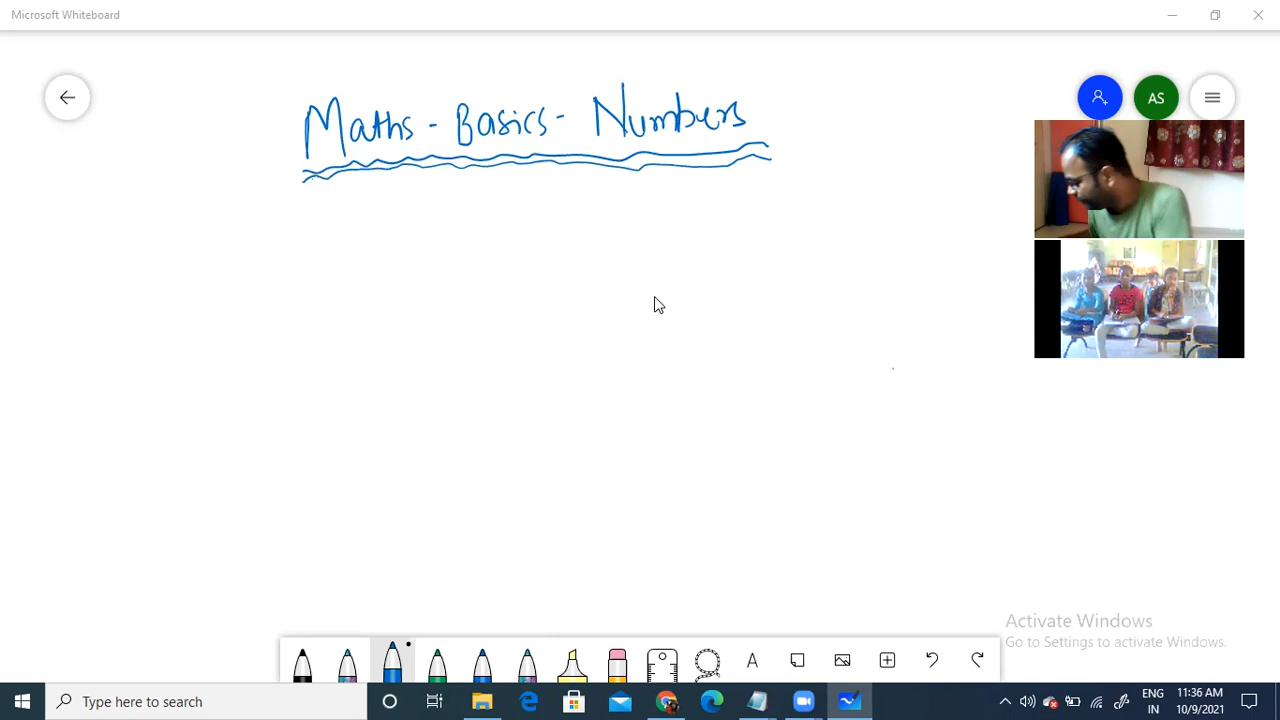 Microsoft Whiteboard
Maths - Basics - Numbers
AS
Activate Windows
Go to Settings to activate Windows.
A
Type here to search
ENG
IN
11:36 AM
10/9/2021